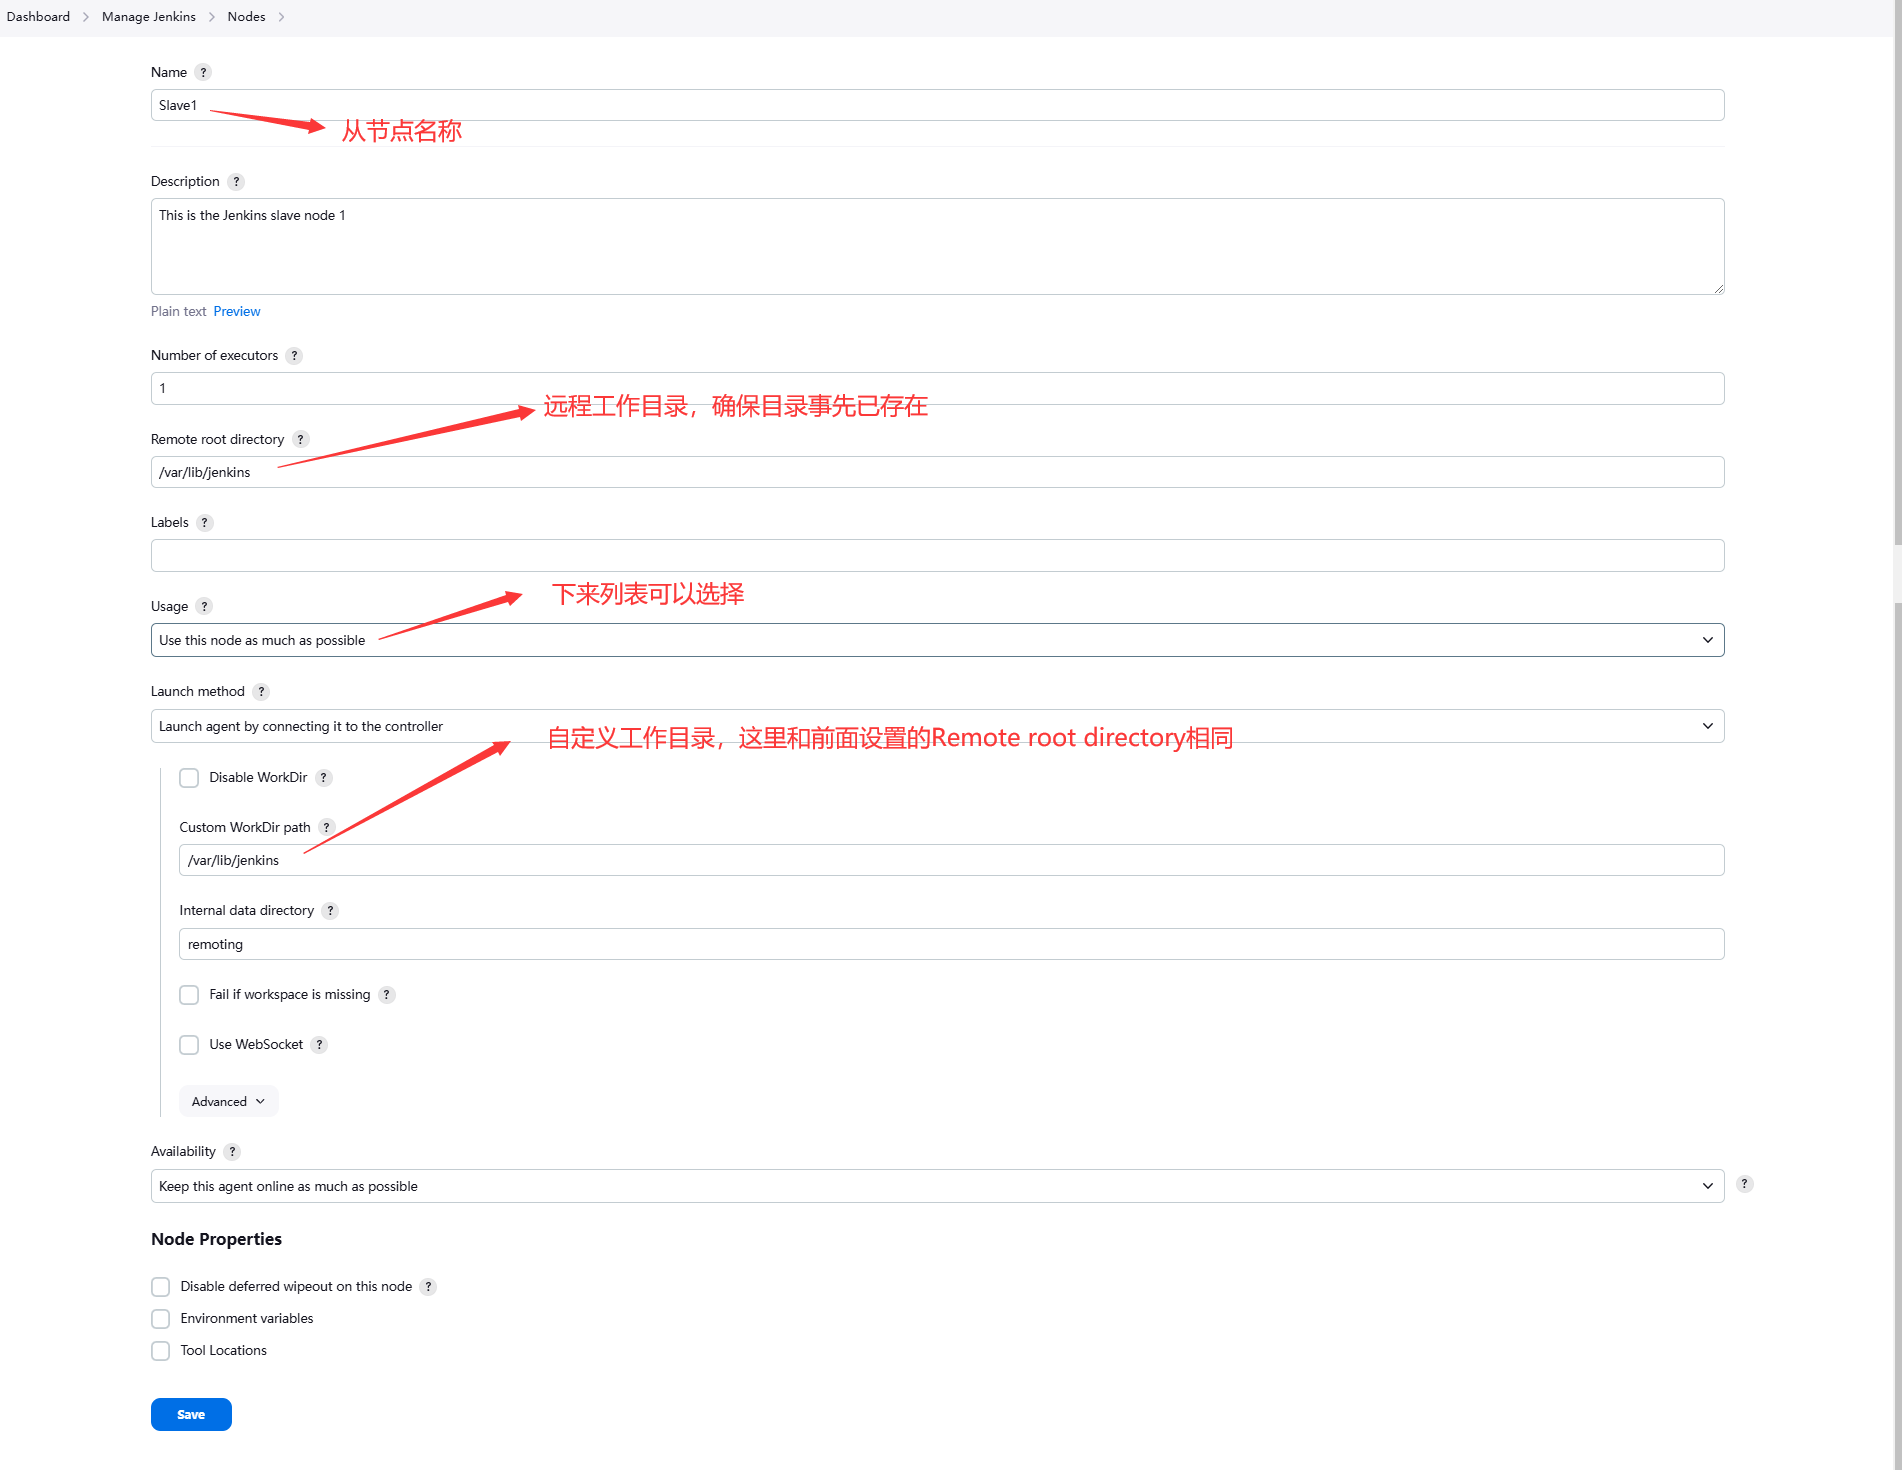 Dashboard > Manage Jenkins > Nodes >
Name ?
Slave1
从节点名称
Description ?
This is the Jenkins slave node 1
Plain text Preview
Number of executors ?
1
远程工作目录，确保目录事先已存在
Remote root directory ?
/var/lib/jenkins
Labels ?
下来列表可以选择
Usage ?
Use this node as much as possible
Launch method ?
Launch agent by connecting it to the controller
自定义工作目录，这里和前面设置的Remote root directory相同
Disable WorkDir ?
Custom WorkDir path ?
/var/lib/jenkins
Internal data directory ?
remoting
Fail if workspace is missing ?
Use WebSocket ?
Advanced
Availability ?
Keep this agent online as much as possible ?
Node Properties
Disable deferred wipeout on this node ?
Environment variables
Tool Locations
Save